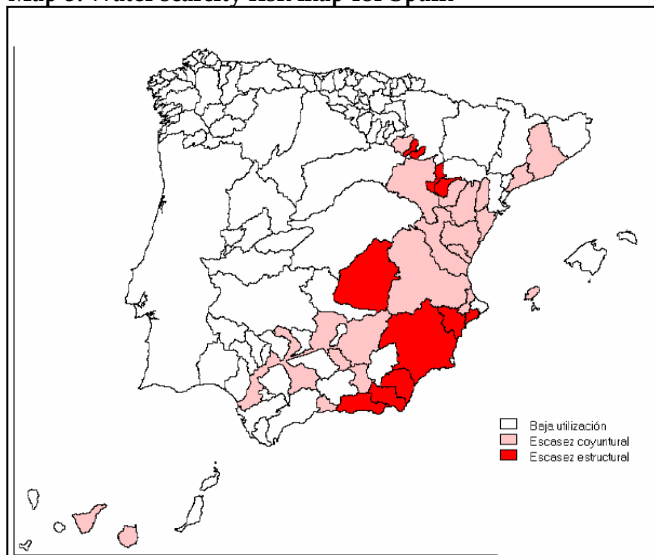 Map 3: Water scarcity risk map for Spain
Baja utilización
Escasez coyuntural
Escasez estructural